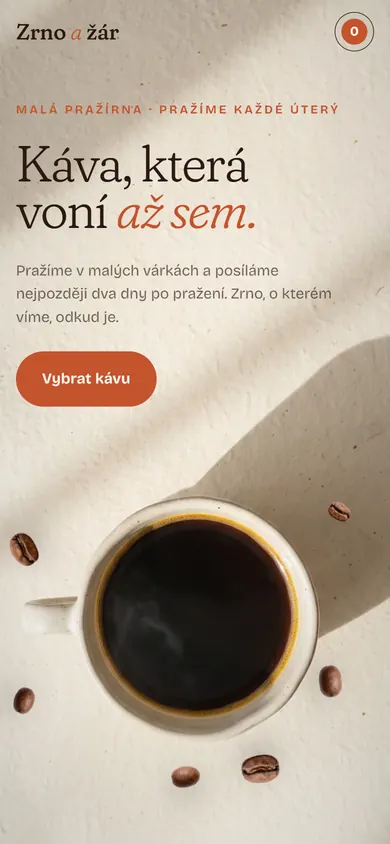 Zrno a žár
0
MALÁ PRAŽÍRNA · PRAŽÍME KAŽDÉ ÚTERÝ
Káva, která
voní až sem.
Pražíme v malých várkách a posíláme
nejpozději dva dny po pražení. Zrno, o kterém
víme, odkud je.
Vybrat kávu